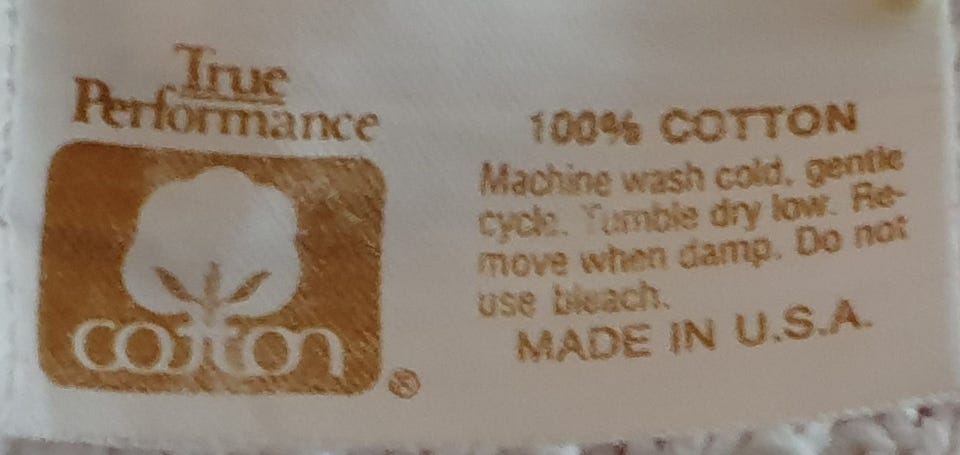 True
Performance
cotton
®
100% COTTON
Machine wash cold, gentle
cycle. Tumble dry low. Re-
move when damp. Do not
use bleach.
MADE IN U.S.A.